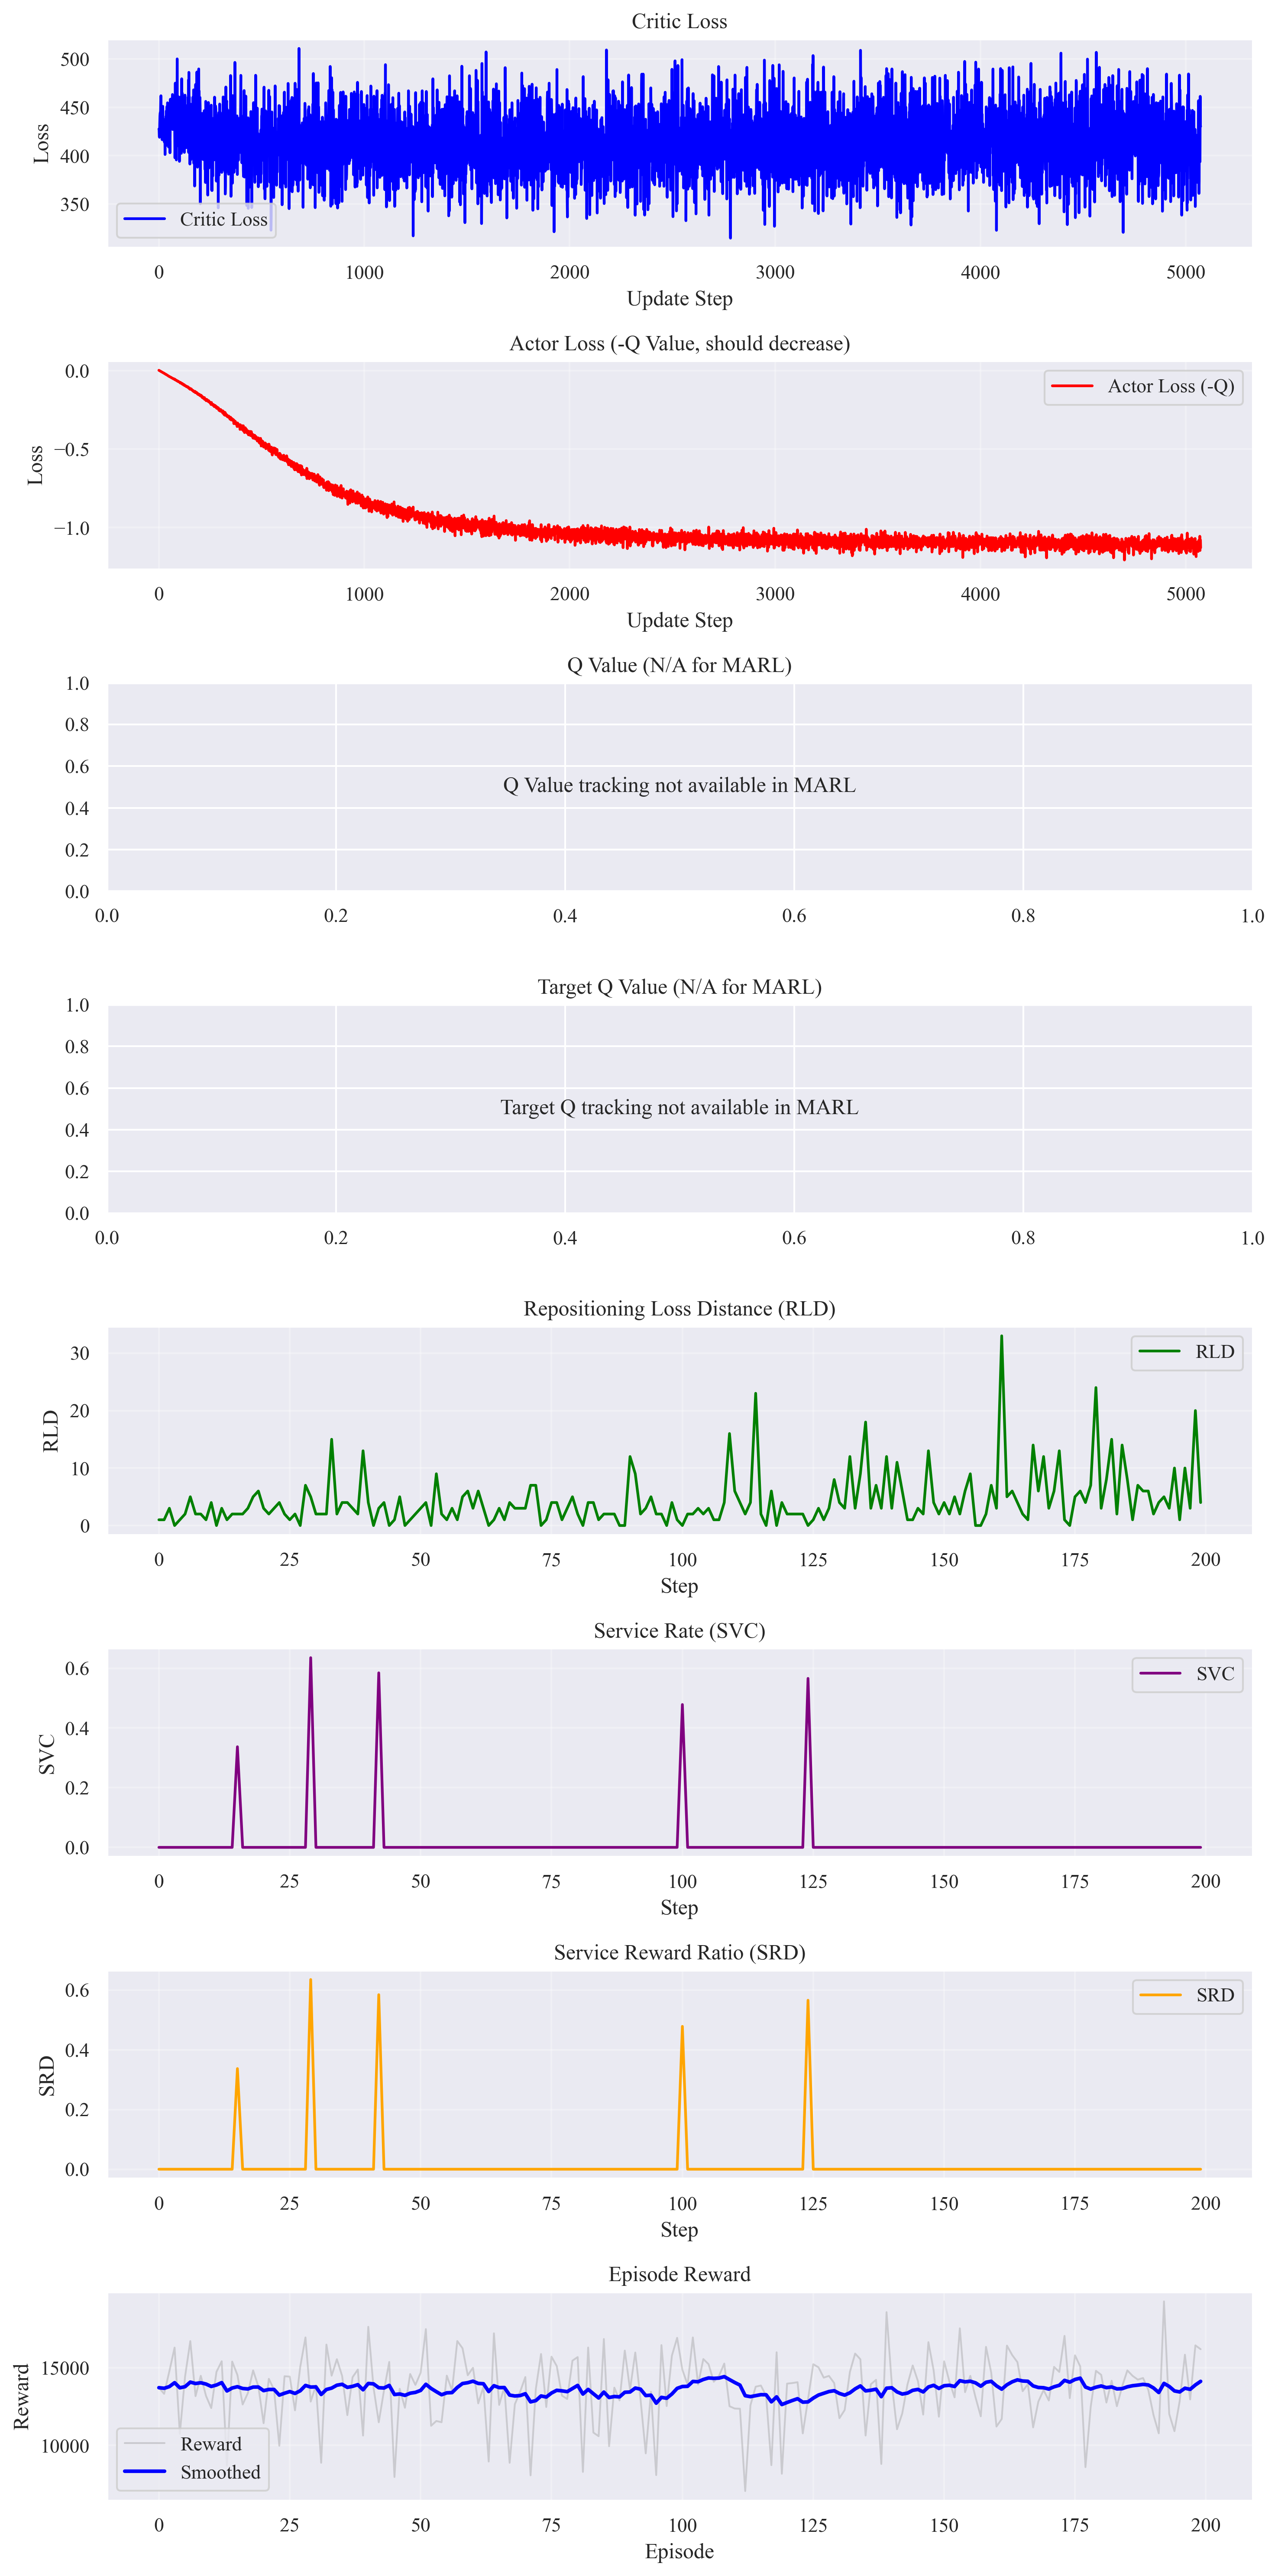 Critic Loss
500
450
400
350
Loss
Critic Loss
0 1000 2000 3000 4000 5000
Update Step
Actor Loss (-Q Value, should decrease)
0.0
−0.5
−1.0
Loss
Actor Loss (-Q)
0 1000 2000 3000 4000 5000
Update Step
Q Value (N/A for MARL)
1.0
0.8
0.6
0.4
0.2
0.0
Q Value tracking not available in MARL
0.0 0.2 0.4 0.6 0.8 1.0
Target Q Value (N/A for MARL)
1.0
0.8
0.6
0.4
0.2
0.0
Target Q tracking not available in MARL
0.0 0.2 0.4 0.6 0.8 1.0
Repositioning Loss Distance (RLD)
30
20
10
0
RLD
RLD
0 25 50 75 100 125 150 175 200
Step
Service Rate (SVC)
0.6
0.4
0.2
0.0
SVC
SVC
0 25 50 75 100 125 150 175 200
Step
Service Reward Ratio (SRD)
0.6
0.4
0.2
0.0
SRD
SRD
0 25 50 75 100 125 150 175 200
Step
Episode Reward
15000
10000
Reward
Reward
Smoothed
0 25 50 75 100 125 150 175 200
Episode